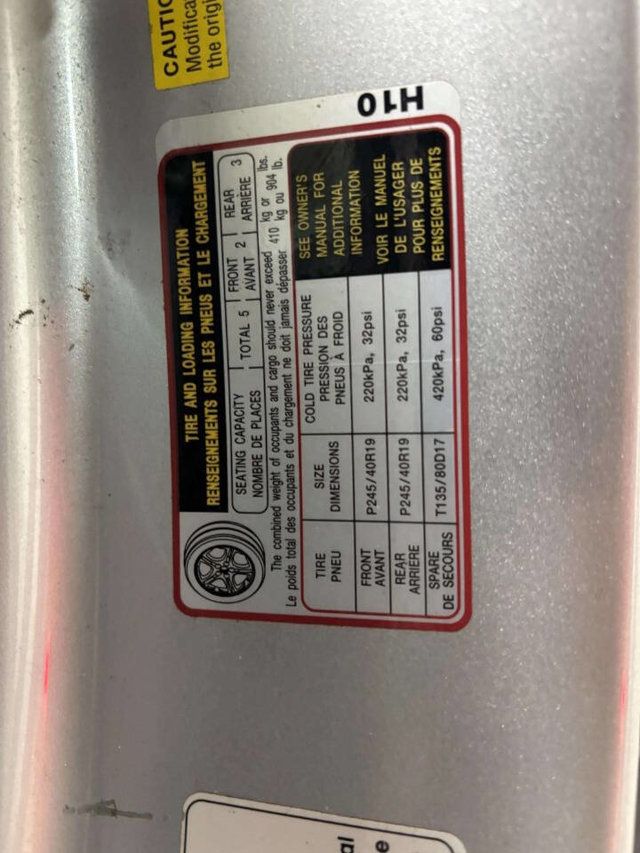 CAUTIO
Modifica
the origi
H10
TIRE AND LOADING INFORMATION
RENSEIGNEMENTS SUR LES PNEUS ET LE CHARGEMENT
SEATING CAPACITY
NOMBRE DE PLACES
TOTAL 5
FRONT 2
AVANT
REAR 3
ARRIÈRE
The combined weight of occupants and cargo should never exceed 410 kg or 904 lbs.
Le poids total des occupants et du chargement ne doit jamais dépasser 410 kg ou 904 lb.
TIRE SIZE COLD TIRE PRESSURE
PNEU DIMENSIONS PRESSION DES
PNEUS À FROID
FRONT
AVANT
P245/40R19 220kPa, 32psi
REAR
ARRIÈRE
P245/40R19 220kPa, 32psi
SPARE
DE SECOURS
T135/80D17 420kPa, 60psi
SEE OWNER'S
MANUAL FOR
ADDITIONAL
INFORMATION
VOIR LE MANUEL
DE L'USAGER
POUR PLUS DE
RENSEIGNEMENTS
al
e